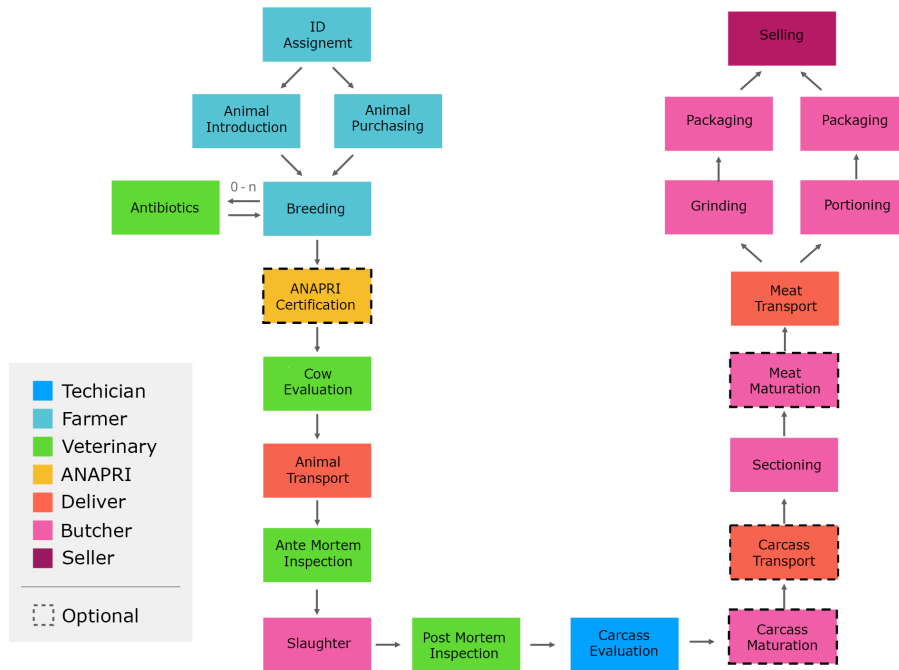 ID
Assignemt
Animal
Introduction
Animal
Purchasing
Antibiotics
0 - n
Breeding
ANAPRI
Certification
Cow
Evaluation
Animal
Transport
Ante Mortem
Inspection
Slaughter
Post Mortem
Inspection
Carcass
Evaluation
Carcass
Maturation
Carcass
Transport
Sectioning
Meat
Maturation
Meat
Transport
Grinding
Portioning
Packaging
Packaging
Selling
Techician
Farmer
Veterinary
ANAPRI
Deliver
Butcher
Seller
Optional